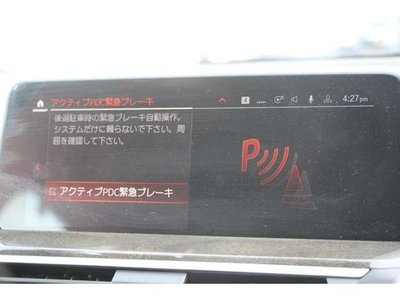 アクティブPDC緊急ブレーキ
4
4:27pm
後退駐車時の緊急ブレーキ自動操作。
システムだけに頼らないで下さい。周
囲を確認して下さい。
P
アクティブPDC緊急ブレーキ